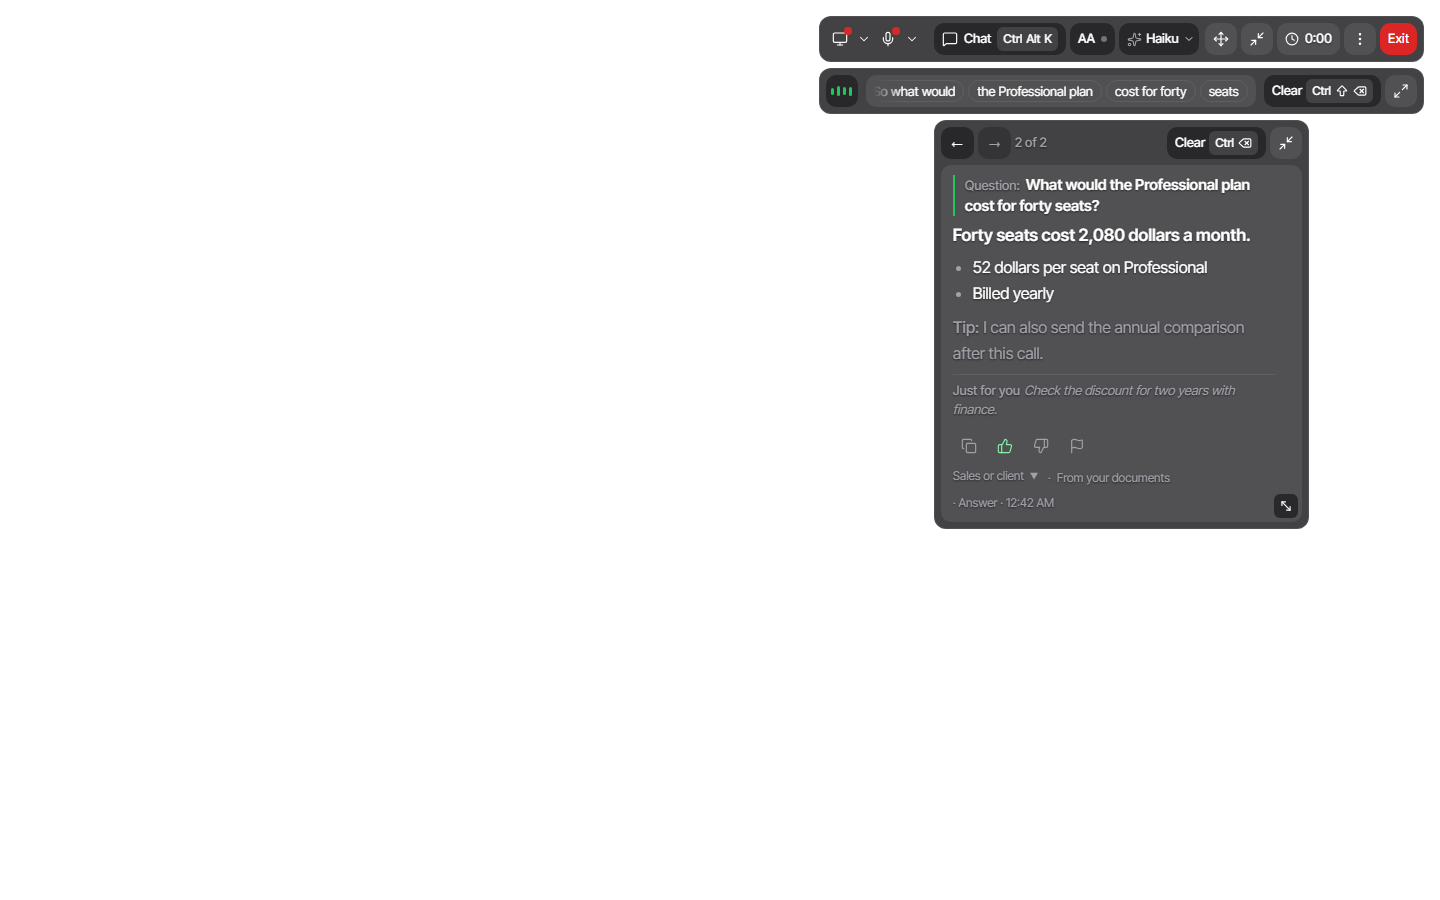 Chat Ctrl Alt K AA Haiku 0:00 Exit
So what would the Professional plan cost for forty seats Clear Ctrl
← → 2 of 2 Clear Ctrl
Question: What would the Professional plan
cost for forty seats?
Forty seats cost 2,080 dollars a month.
• 52 dollars per seat on Professional
• Billed yearly
Tip: I can also send the annual comparison
after this call.
Just for you Check the discount for two years with
finance.
Sales or client ▼ · From your documents
· Answer · 12:42 AM